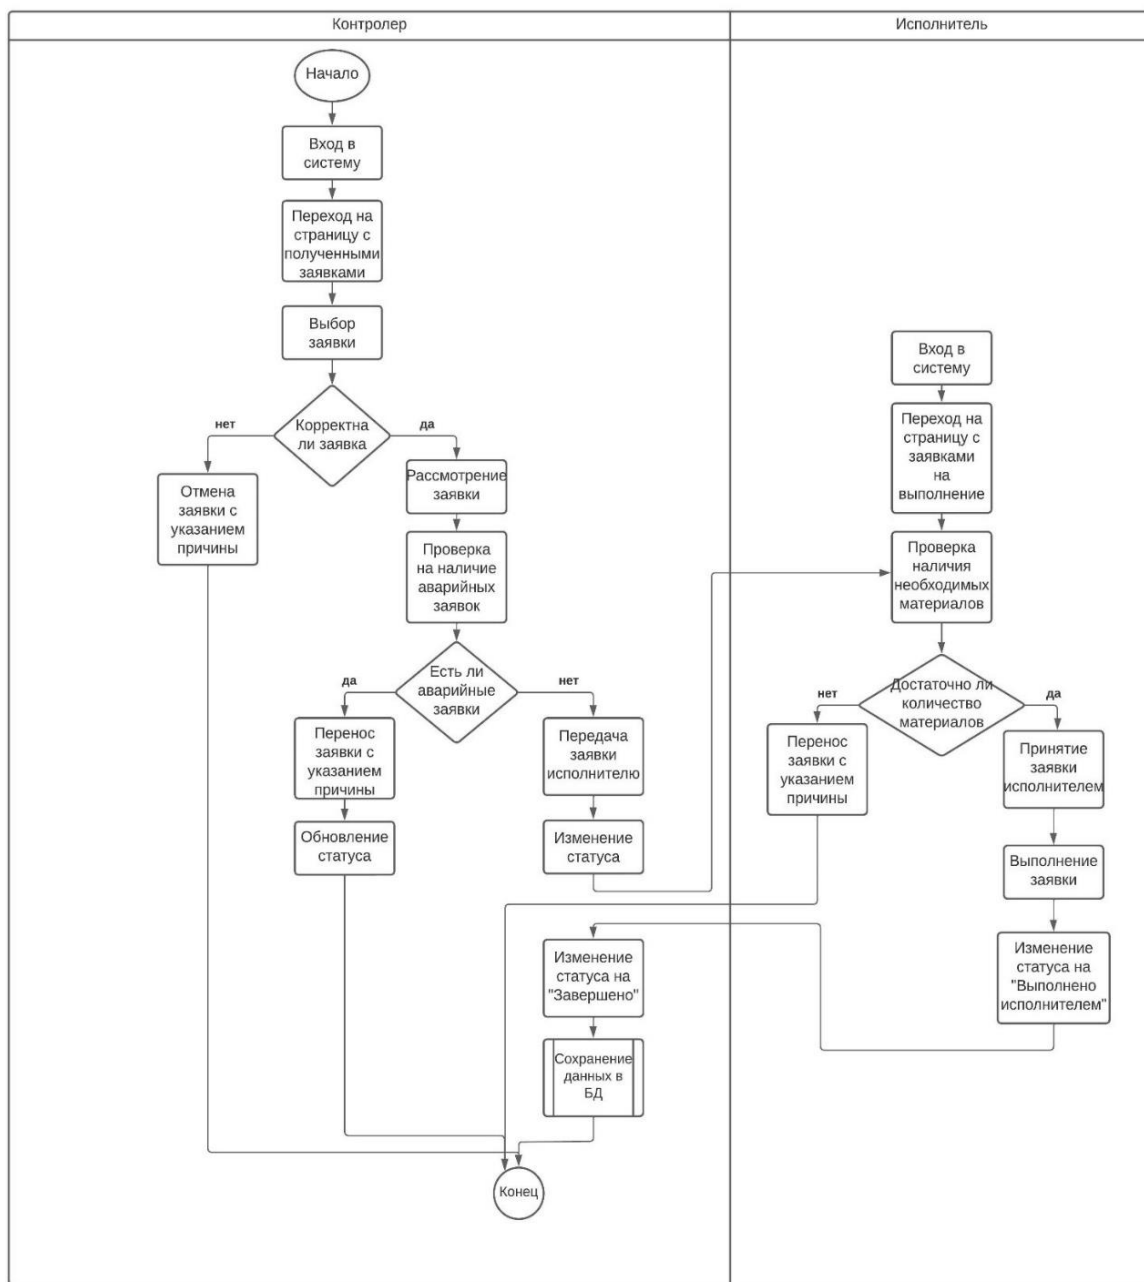 Контролер
Исполнитель
Начало
Вход в
систему
Переход на
страницу с
полученными
заявками
Выбор
заявки
Корректна
ли заявка
нет
да
Отмена
заявки с
указанием
причины
Рассмотрение
заявки
Проверка
на наличие
аварийных
заявок
Есть ли
аварийные
заявки
да
нет
Перенос
заявки с
указанием
причины
Обновление
статуса
Передача
заявки
исполнителю
Изменение
статуса
Вход в
систему
Переход на
страницу с
заявками
на
выполнение
Проверка
наличия
необходимых
материалов
Достаточно ли
количество
материалов
нет
да
Перенос
заявки с
указанием
причины
Принятие
заявки
исполнителем
Выполнение
заявки
Изменение
статуса на
"Выполнено
исполнителем"
Изменение
статуса на
"Завершено"
Сохранение
данных в
БД
Конец